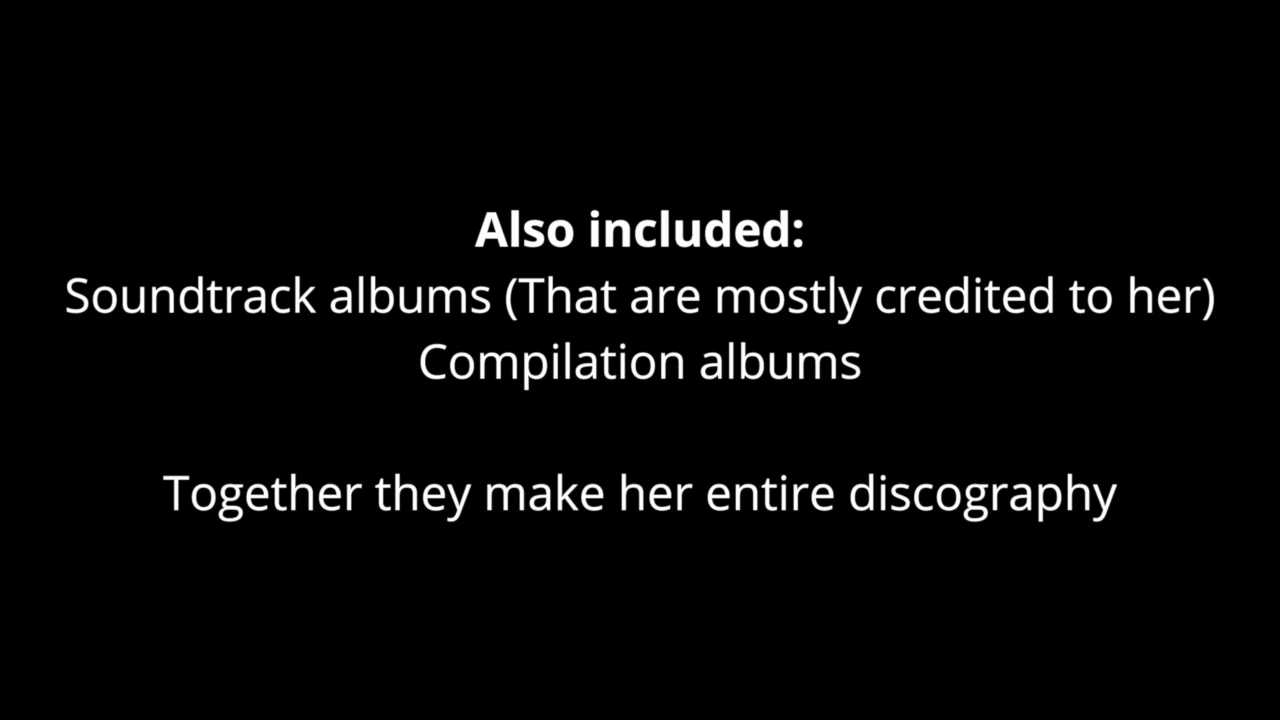 Also included:
Soundtrack albums (That are mostly credited to her)
Compilation albums
Together they make her entire discography